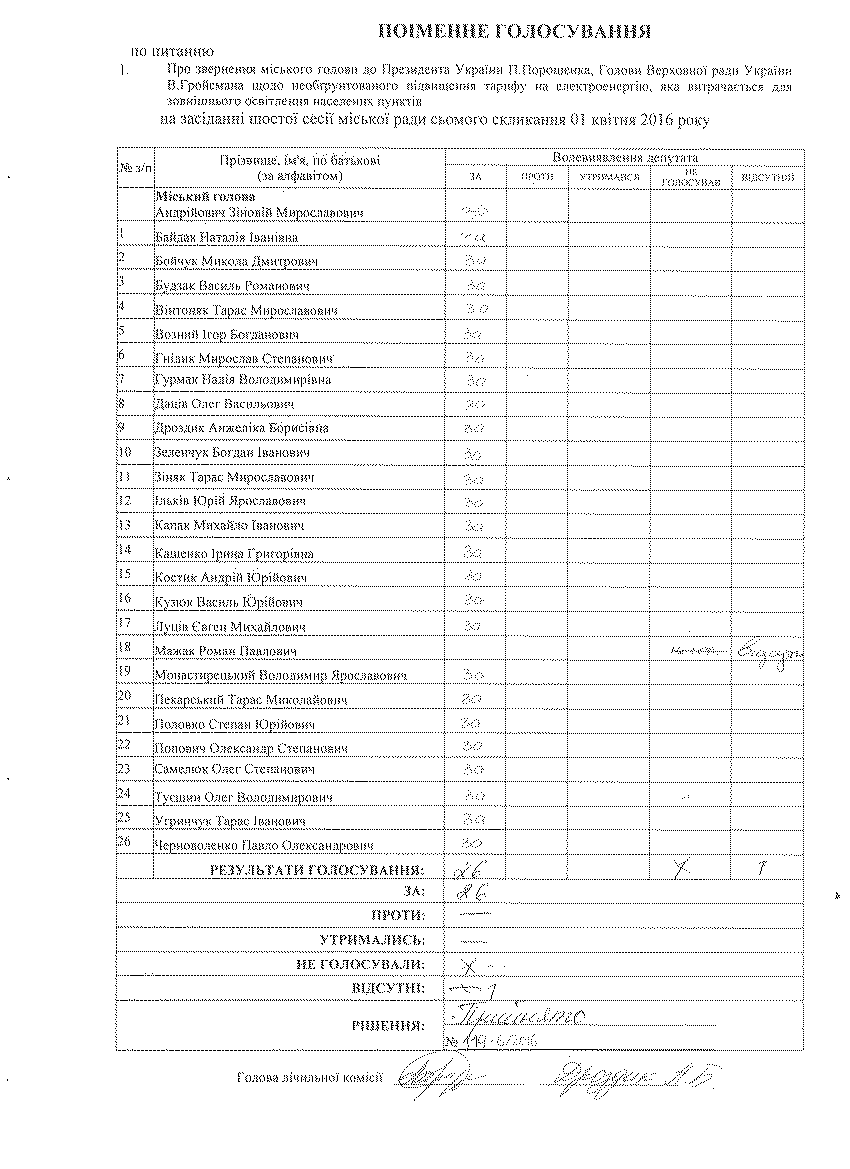 ПОІМЕННЕ ГОЛОСУВАННЯ
по питанню
1. Про звернення міського голови до Президента України П.Порошенка, Голови Верховної ради України
В.Гройсмана щодо необґрунтованого підвищення тарифу на електроенергію, яка витрачається для
зовнішнього освітлення населених пунктів
на засіданні шостої сесії міської ради сьомого скликання 01 квітня 2016 року
№ з/п Прізвище, ім'я, по батькові Волевиявлення депутата
(за алфавітом) ЗА ПРОТИ УТРИМАВСЯ НЕ ГОЛОСУВАВ ВІДСУТНІЙ
Міський голова
Андрійович Зіновій Мирославович за
1 Байдак Наталія Іванівна за
2 Бойчук Микола Дмитрович за
3 Будзак Василь Романович за
4 Вінтоняк Тарас Мирославович за
5 Возний Ігор Богданович за
6 Гнідик Мирослав Степанович за
7 Гурмак Надія Володимирівна за
8 Даців Олег Васильович за
9 Дроздик Анжеліка Борисівна за
10 Зеленчук Богдан Іванович за
11 Зіняк Тарас Мирославович за
12 Ільків Юрій Ярославович за
13 Капак Михайло Іванович за
14 Кащенко Ірина Григорівна за
15 Костик Андрій Юрійович за
16 Кузюк Василь Юрійович за
17 Луців Євген Михайлович за
18 Мажак Роман Павлович
19 Монастирецький Володимир Ярославович за
20 Пекарський Тарас Миколайович за
21 Половко Степан Юрійович за
22 Попович Олександр Степанович за
23 Самелюк Олег Степанович за
24 Туєшин Олег Володимирович за
25 Угринчук Тарас Іванович за
26 Черноволенко Павло Олександрович за
РЕЗУЛЬТАТИ ГОЛОСУВАННЯ: 26 1
ЗА: 26
ПРОТИ: —
УТРИМАЛИСЬ: —
НЕ ГОЛОСУВАЛИ:
ВІДСУТНІ: 1
РІШЕННЯ: Прийнято
№
Голова лічильної комісії Дроздик А Б